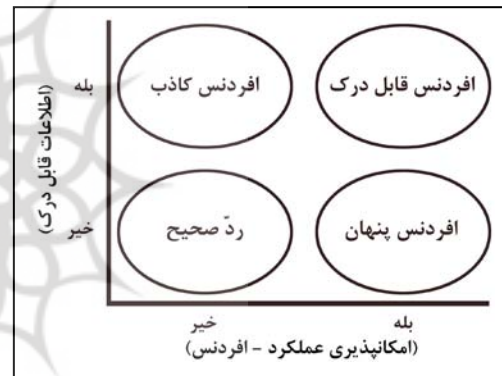 افردنس قابل درک
افردنس کاذب
بله
(اطلاعات قابل درک)
افردنس پنهان
ردّ صحیح
خیر
بله
خیر
(امکانپذیری عملکرد - افردنس)